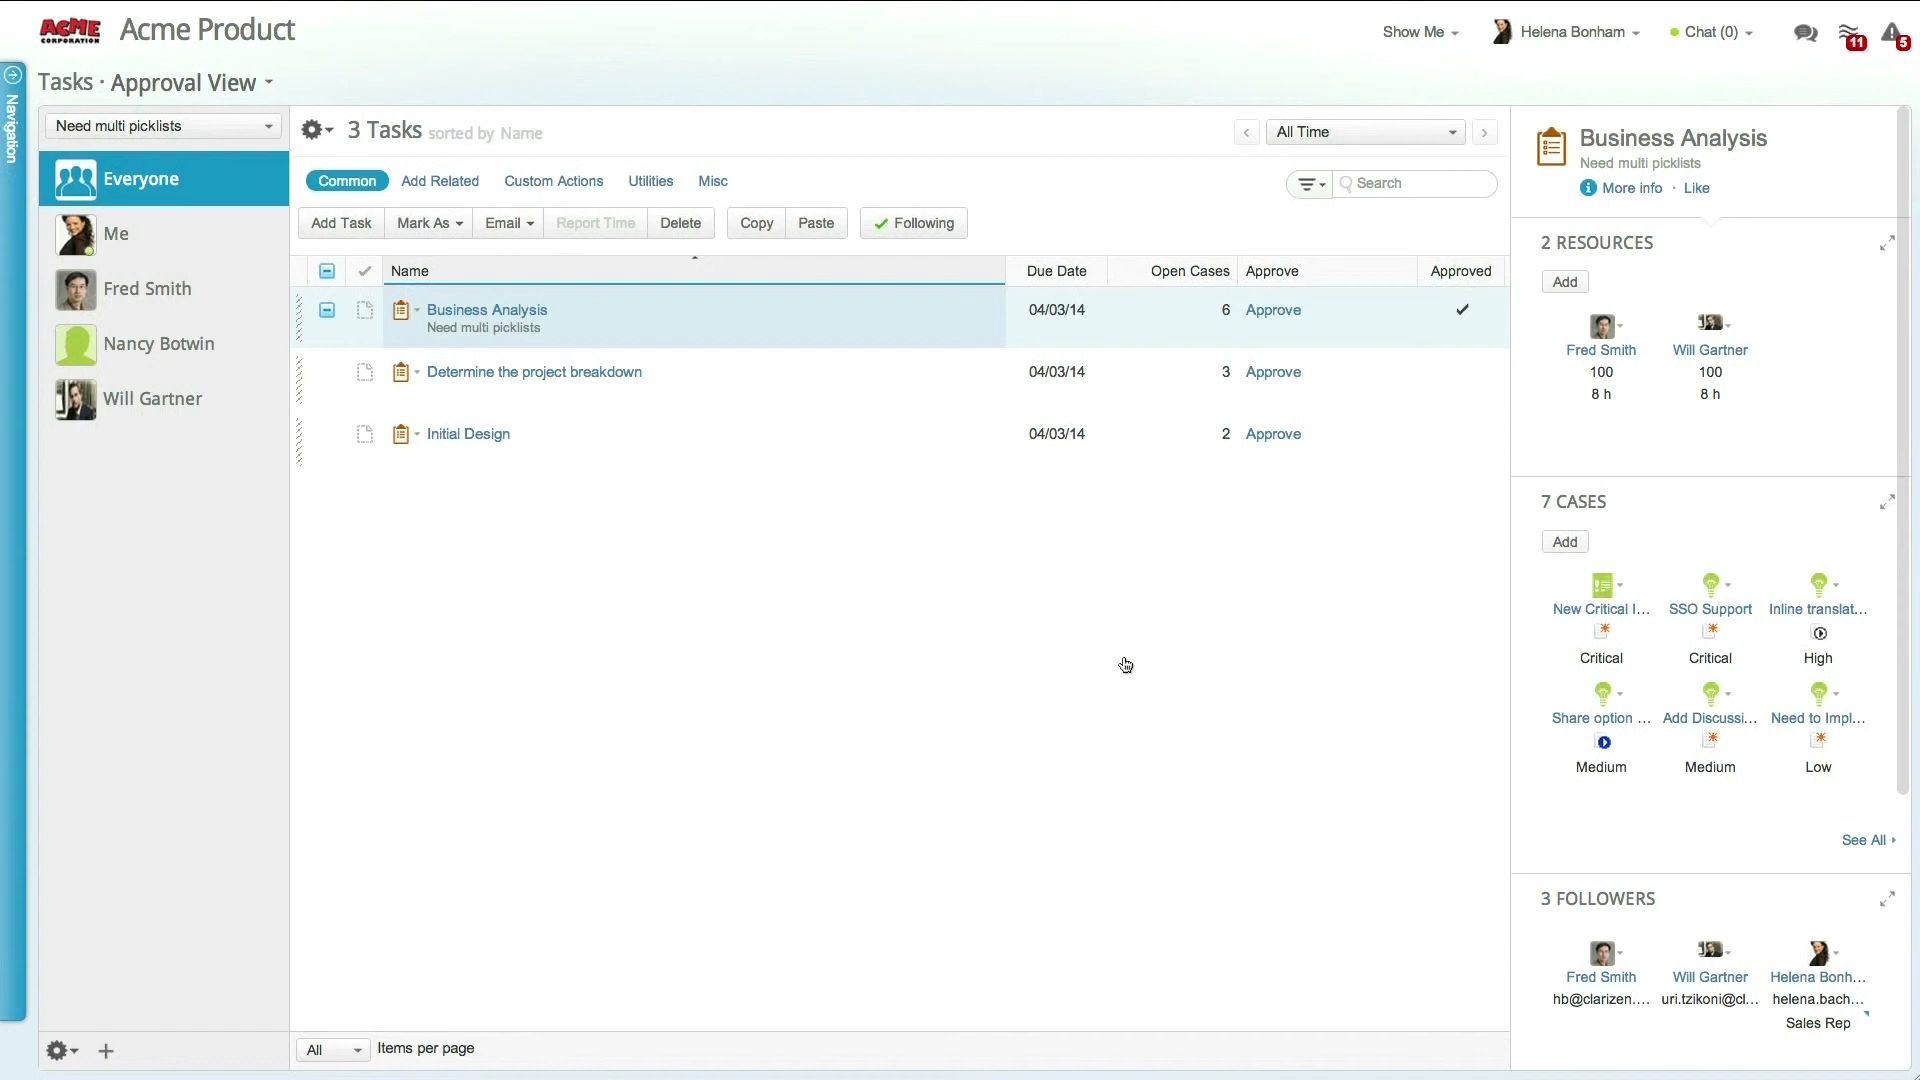 ACME
CORPORATION
Acme Product
Show Me
Helena Bonham
Chat (0)
11
5
Navigation
Tasks · Approval View
Need multi picklists
Everyone
Me
Fred Smith
Nancy Botwin
Will Gartner
3 Tasks sorted by Name
All Time
Common Add Related Custom Actions Utilities Misc
Search
Add Task Mark As Email Report Time Delete Copy Paste Following
Name Due Date Open Cases Approve Approved
Business Analysis 04/03/14 6 Approve
Need multi picklists
Determine the project breakdown 04/03/14 3 Approve
Initial Design 04/03/14 2 Approve
All Items per page
Business Analysis
Need multi picklists
More info · Like
2 RESOURCES
Add
Fred Smith Will Gartner
100 100
8 h 8 h
7 CASES
Add
New Critical I... SSO Support Inline translat...
Critical Critical High
Share option ... Add Discussi... Need to Impl...
Medium Medium Low
See All
3 FOLLOWERS
Fred Smith Will Gartner Helena Bonh...
hb@clarizen.... uri.tzikoni@cl... helena.bach...
Sales Rep